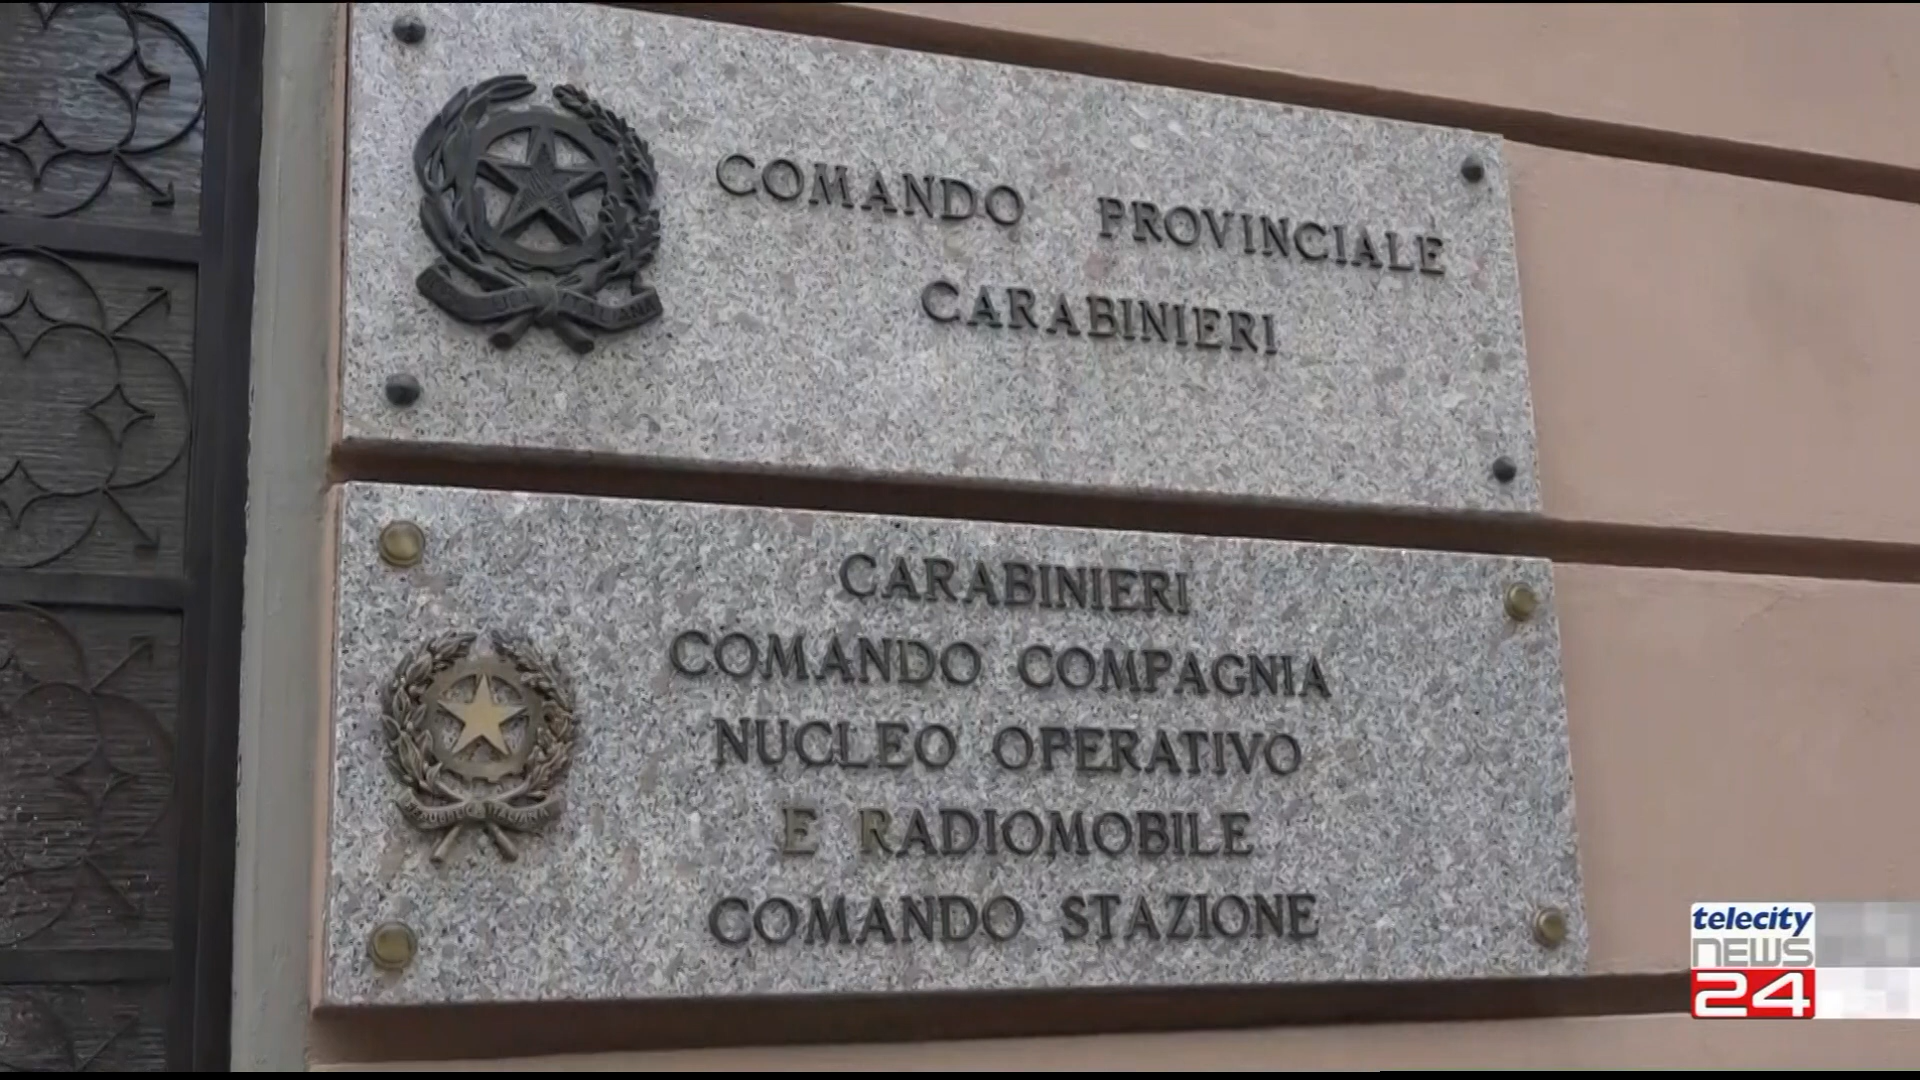 COMANDO PROVINCIALE
CARABINIERI
CARABINIERI
COMANDO COMPAGNIA
NUCLEO OPERATIVO
E RADIOMOBILE
COMANDO STAZIONE
telecity
NEWS
24